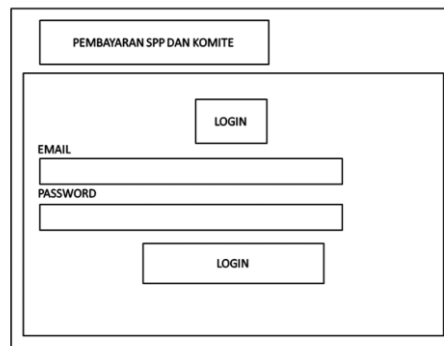 PEMBAYARAN SPP DAN KOMITE
LOGIN
EMAIL
PASSWORD
LOGIN